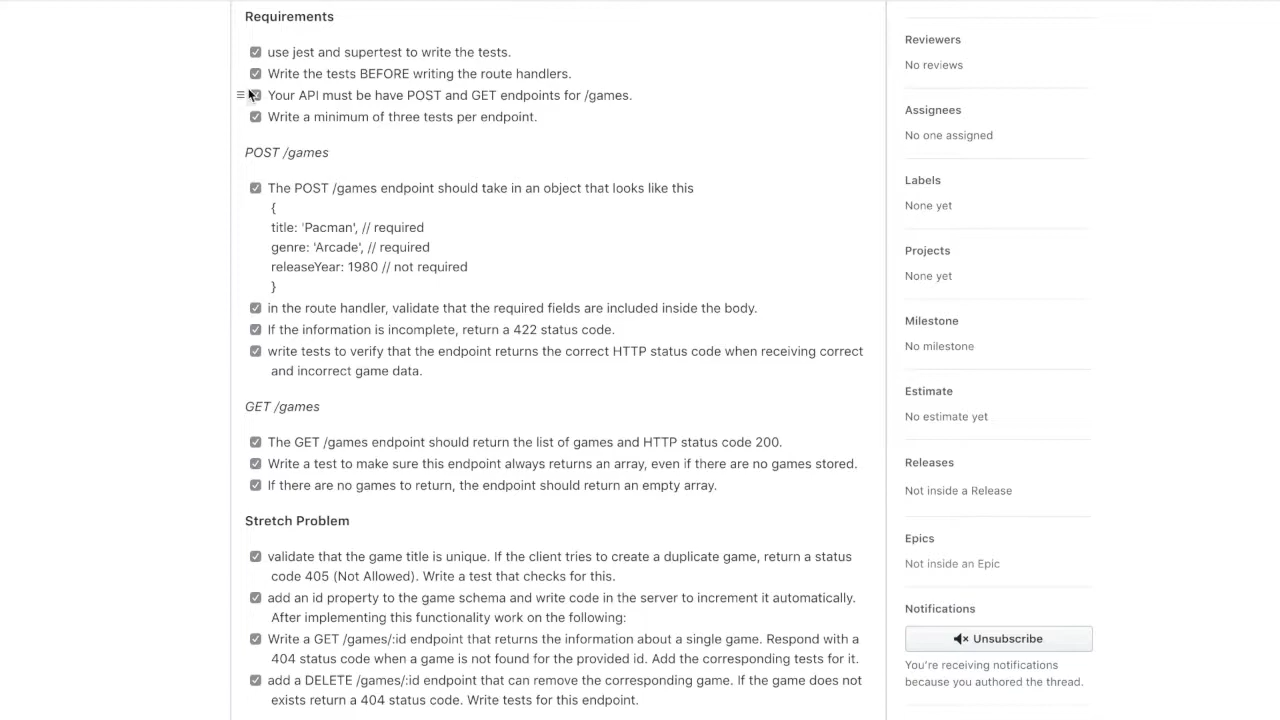 Requirements
use jest and supertest to write the tests.
Write the tests BEFORE writing the route handlers.
Your API must be have POST and GET endpoints for /games.
Write a minimum of three tests per endpoint.
POST /games
The POST /games endpoint should take in an object that looks like this
{
title: 'Pacman', // required
genre: 'Arcade', // required
releaseYear: 1980 // not required
}
in the route handler, validate that the required fields are included inside the body.
If the information is incomplete, return a 422 status code.
write tests to verify that the endpoint returns the correct HTTP status code when receiving correct
and incorrect game data.
GET /games
The GET /games endpoint should return the list of games and HTTP status code 200.
Write a test to make sure this endpoint always returns an array, even if there are no games stored.
If there are no games to return, the endpoint should return an empty array.
Stretch Problem
validate that the game title is unique. If the client tries to create a duplicate game, return a status
code 405 (Not Allowed). Write a test that checks for this.
add an id property to the game schema and write code in the server to increment it automatically.
After implementing this functionality work on the following:
Write a GET /games/:id endpoint that returns the information about a single game. Respond with a
404 status code when a game is not found for the provided id. Add the corresponding tests for it.
add a DELETE /games/:id endpoint that can remove the corresponding game. If the game does not
exists return a 404 status code. Write tests for this endpoint.
Reviewers
No reviews
Assignees
No one assigned
Labels
None yet
Projects
None yet
Milestone
No milestone
Estimate
No estimate yet
Releases
Not inside a Release
Epics
Not inside an Epic
Notifications
Unsubscribe
You're receiving notifications
because you authored the thread.